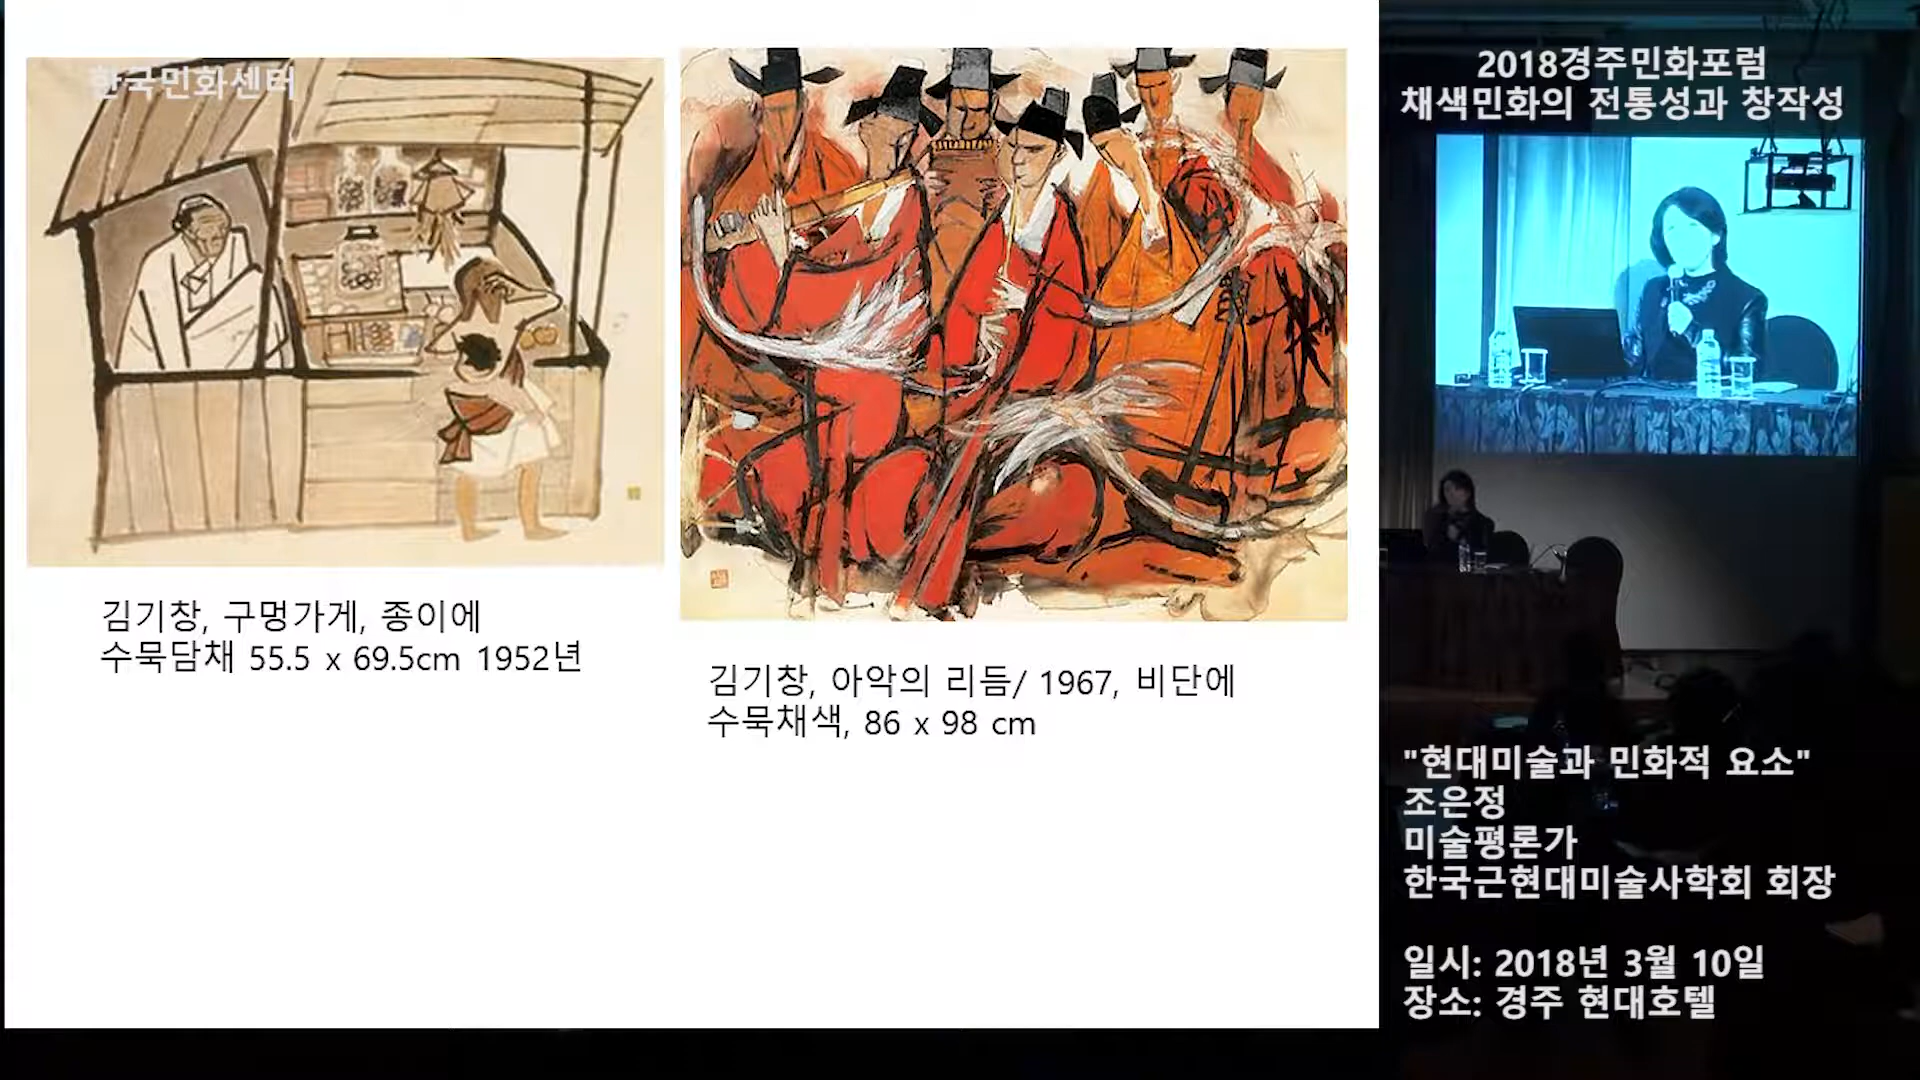 한국민화센터
김기창, 구멍가게, 종이에
수묵담채 55.5 x 69.5cm 1952년
김기창, 아악의 리듬/ 1967, 비단에
수묵채색, 86 x 98 cm
2018경주민화포럼
채색민화의 전통성과 창작성
"현대미술과 민화적 요소"
조은정
미술평론가
한국근현대미술사학회 회장
일시: 2018년 3월 10일
장소: 경주 현대호텔